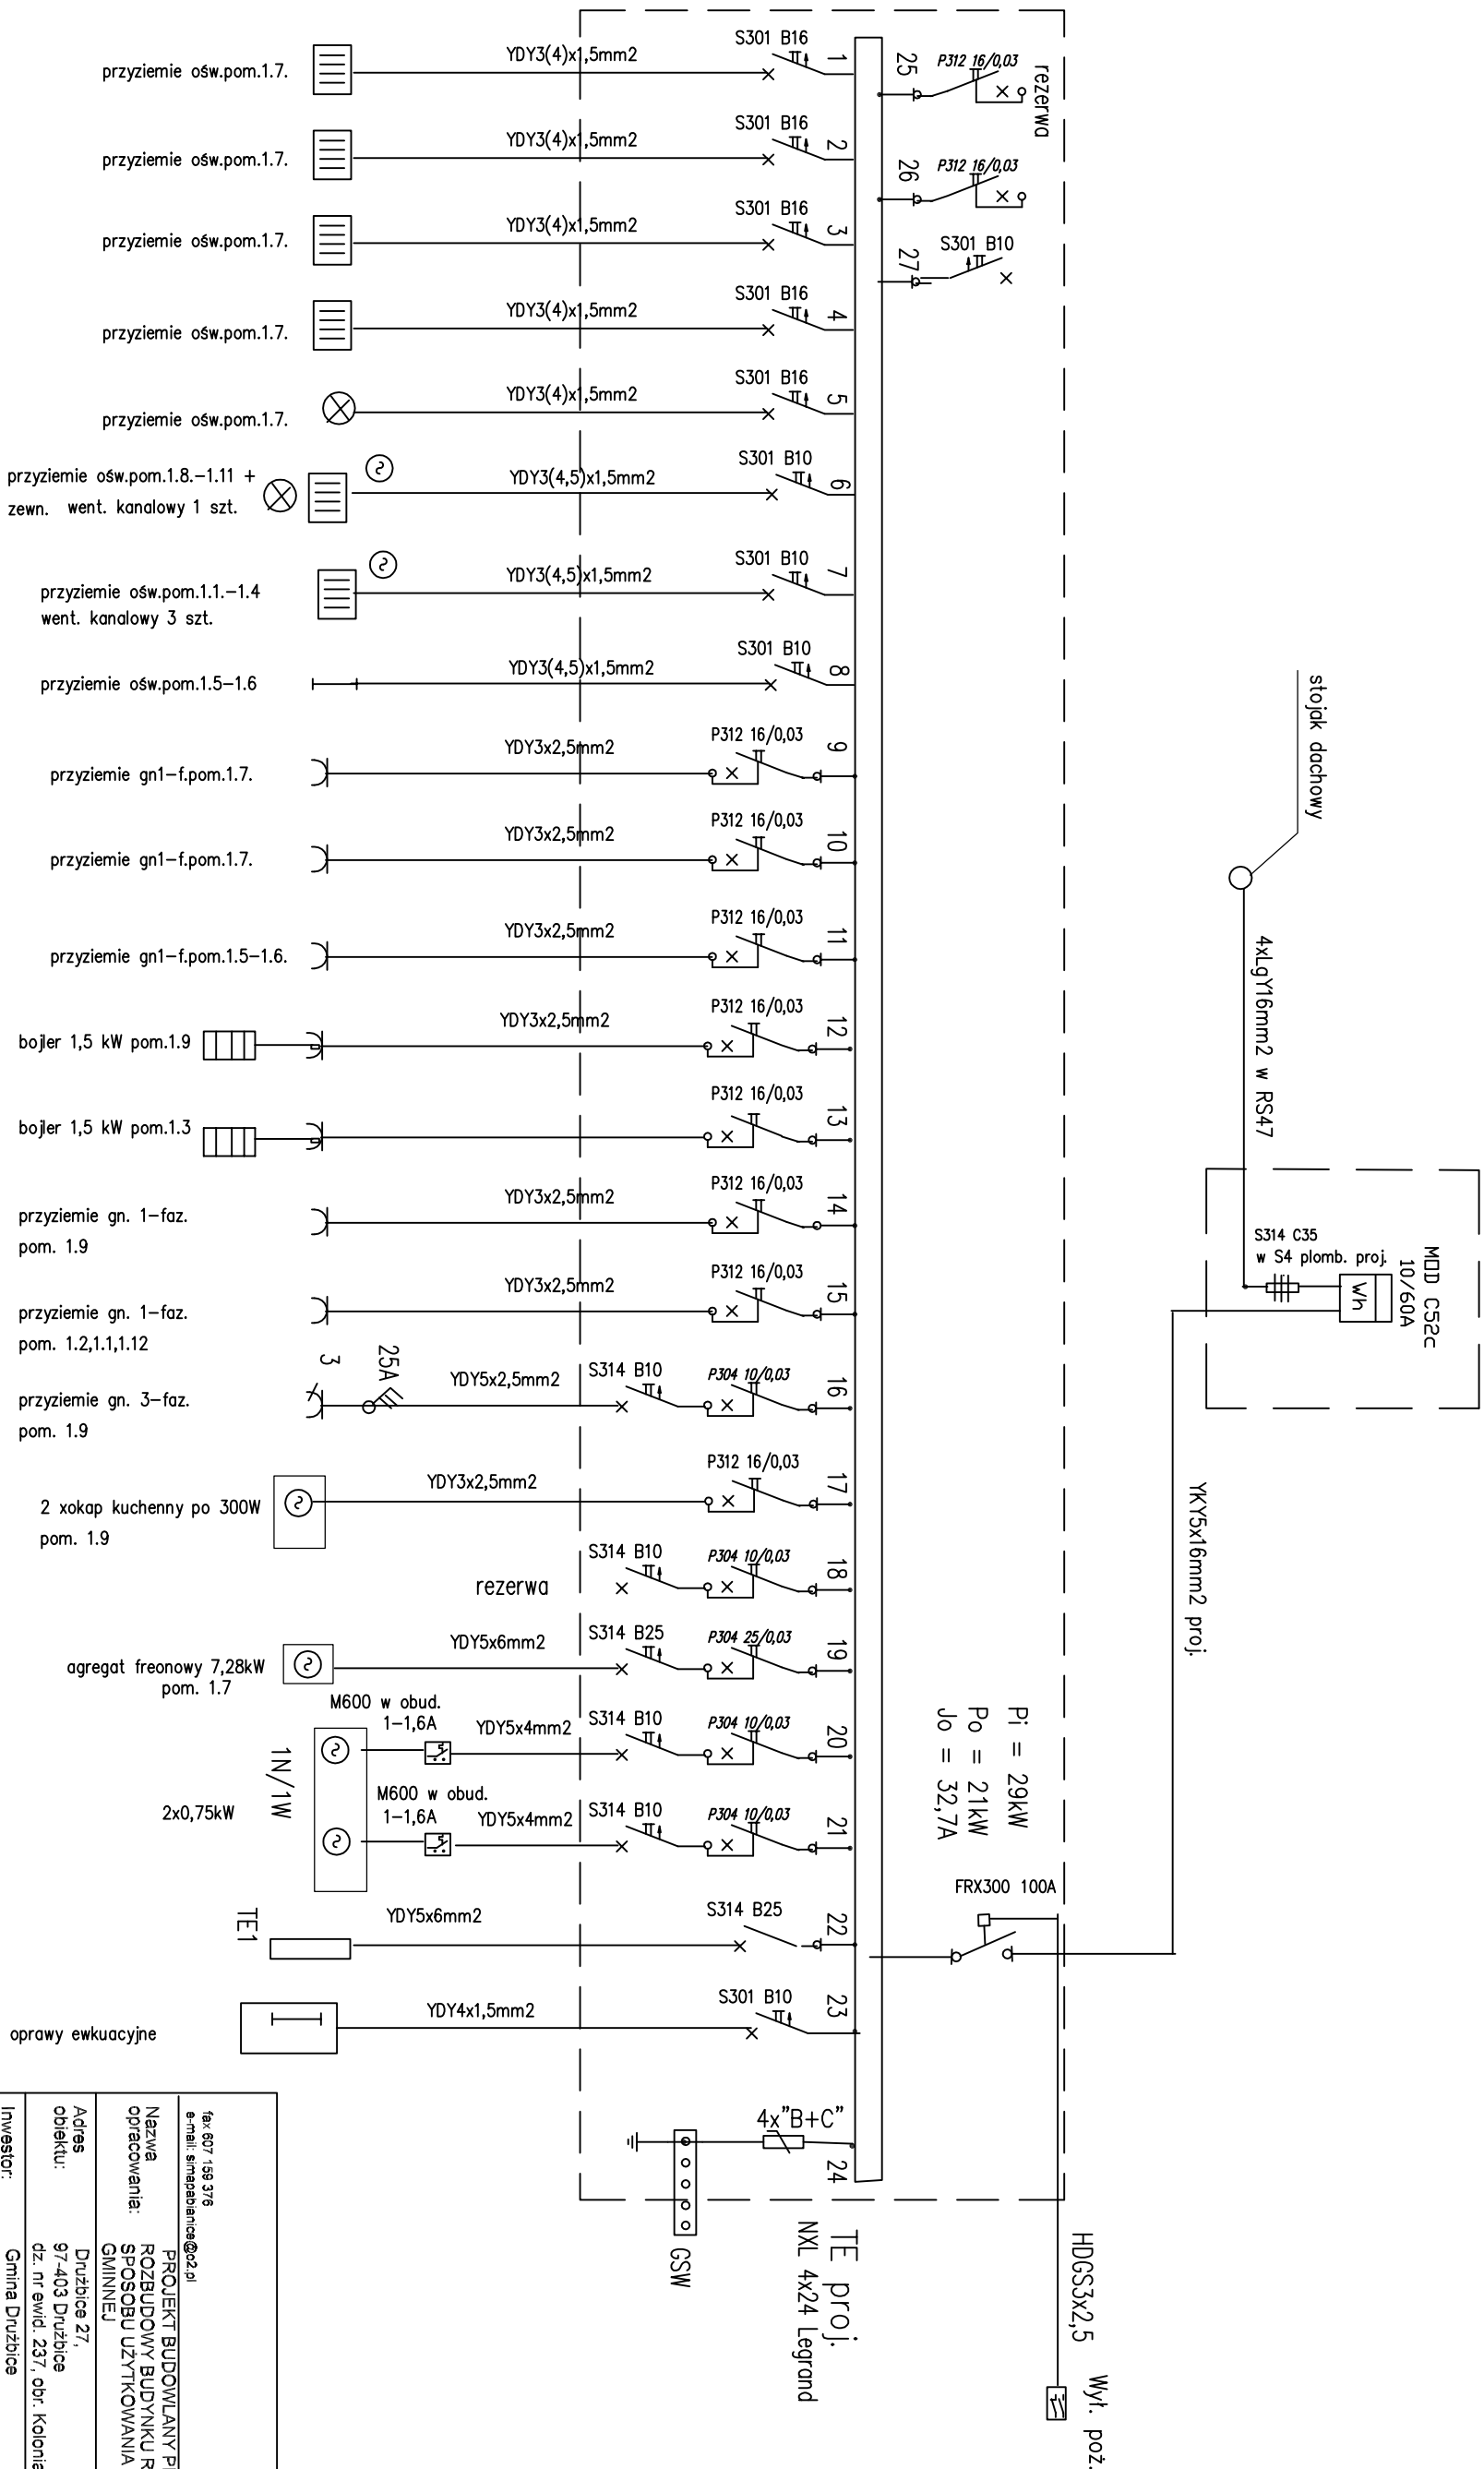 S301 B16
YDY3(4)x1,5mm2
1
przyziemie ośw.pom.1.7.
S301 B16
YDY3(4)x1,5mm2
2
przyziemie ośw.pom.1.7.
S301 B16
YDY3(4)x1,5mm2
3
przyziemie ośw.pom.1.7.
S301 B16
YDY3(4)x1,5mm2
4
przyziemie ośw.pom.1.7.
S301 B16
YDY3(4)x1,5mm2
5
przyziemie ośw.pom.1.7.
S301 B10
YDY3(4,5)x1,5mm2
6
przyziemie ośw.pom.1.8.-1.11 +
zewn. went. kanalowy 1 szt.
S301 B10
YDY3(4,5)x1,5mm2
7
przyziemie ośw.pom.1.1.-1.4
went. kanalowy 3 szt.
S301 B10
YDY3(4,5)x1,5mm2
8
przyziemie ośw.pom.1.5-1.6
P312 16/0,03
YDY3x2,5mm2
9
przyziemie gn1-f.pom.1.7.
P312 16/0,03
YDY3x2,5mm2
10
przyziemie gn1-f.pom.1.7.
P312 16/0,03
YDY3x2,5mm2
11
przyziemie gn1-f.pom.1.5-1.6.
P312 16/0,03
YDY3x2,5mm2
12
bojler 1,5 kW pom.1.9
P312 16/0,03
13
bojler 1,5 kW pom.1.3
P312 16/0,03
YDY3x2,5mm2
14
przyziemie gn. 1-faz.
pom. 1.9
P312 16/0,03
YDY3x2,5mm2
15
przyziemie gn. 1-faz.
pom. 1.2,1.1,1.12
3
25A
YDY5x2,5mm2
S314 B10
P304 10/0,03
16
przyziemie gn. 3-faz.
pom. 1.9
P312 16/0,03
YDY3x2,5mm2
17
2 xokap kuchenny po 300W
pom. 1.9
S314 B10
P304 10/0,03
18
rezerwa
S314 B25
P304 25/0,03
YDY5x6mm2
19
agregat freonowy 7,28kW
pom. 1.7
M600 w obud.
1-1,6A
YDY5x4mm2
S314 B10
P304 10/0,03
20
1N/1W
2x0,75kW
M600 w obud.
1-1,6A
YDY5x4mm2
S314 B10
P304 10/0,03
21
TE1
YDY5x6mm2
S314 B25
22
S301 B10
YDY4x1,5mm2
23
oprawy ewkuacyjne
4x"B+C"
24
GSW
25
P312 16/0,03
rezerwa
26
P312 16/0,03
27
S301 B10
stojak dachowy
4xLgY16mm2 w RS47
S314 C35
w S4 plomb. proj.
Wh
MOD C52c
10/60A
YKY5x16mm2 proj.
Pi = 29kW
Po = 21kW
Jo = 32,7A
FRX300 100A
HDGS3x2,5
Wył. poż.
TE proj.
NXL 4x24 Legrand
fax 607 159 376
e-mail: simapabianice@o2.pl
Nazwa
opracowania:
PROJEKT BUDOWLANY
ROZBUDOWY BUDYNKU
SPOSOBU UŻYTKOWANIA
GMINNEJ
Adres
obiektu:
Drużbice 27,
97-403 Drużbice
dz. nr ewid. 237, obr. Kolonia
Inwestor:
Gmina Drużbice